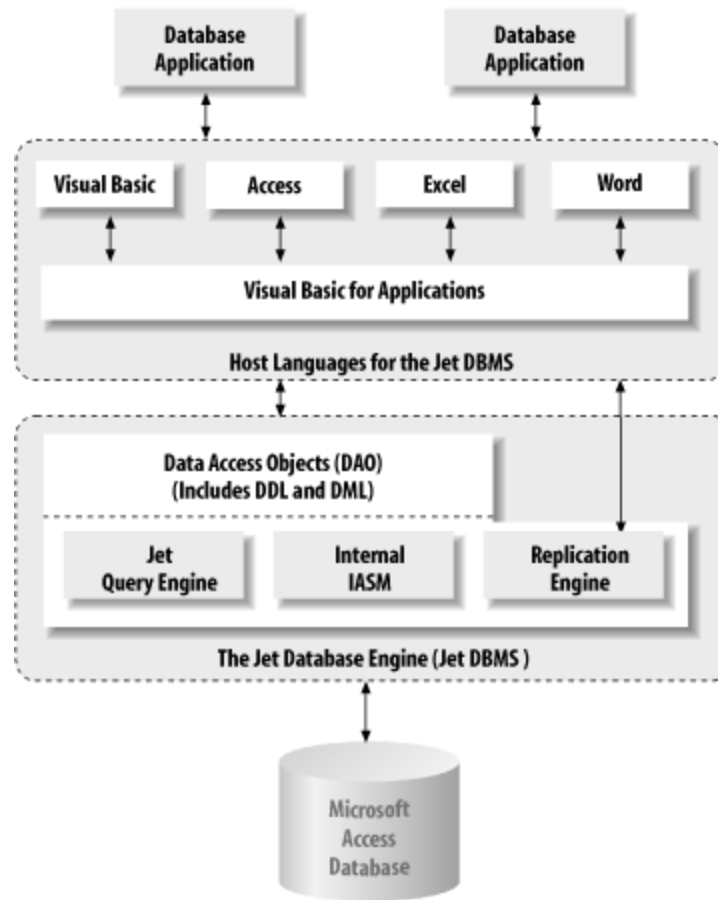 Database
Application
Database
Application
Visual Basic
Access
Excel
Word
Visual Basic for Applications
Host Languages for the Jet DBMS
Data Access Objects (DAO)
(Includes DDL and DML)
Jet
Query Engine
Internal
IASM
Replication
Engine
The Jet Database Engine (Jet DBMS )
Microsoft
Access
Database